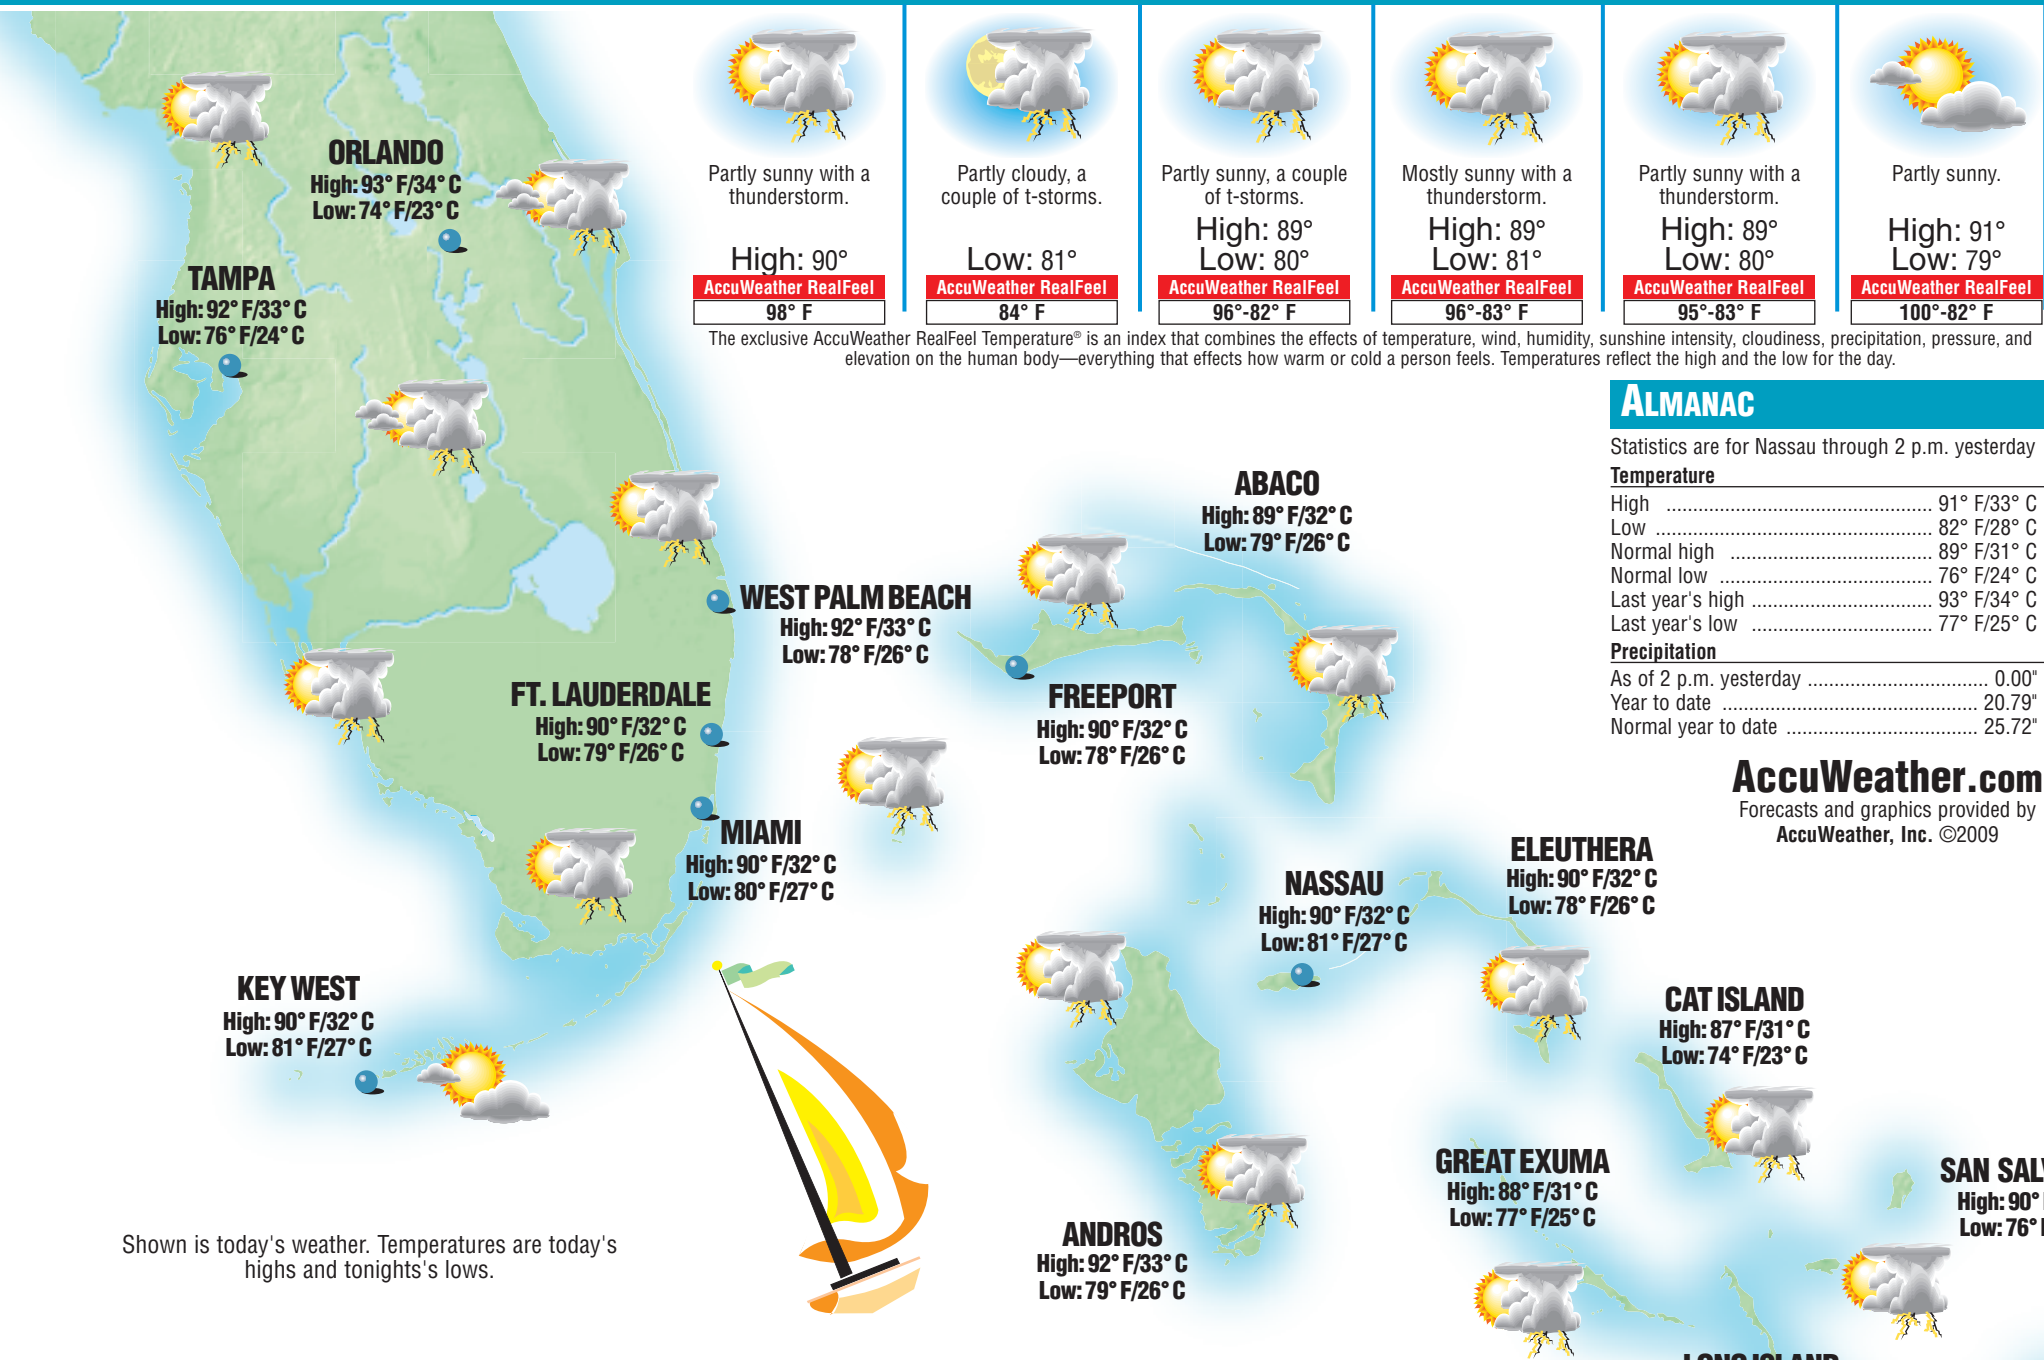 Partly sunny with a
thunderstorm.
High: 90°
AccuWeather RealFeel
98° F
Partly cloudy, a
couple of t-storms.
Low: 81°
AccuWeather RealFeel
84° F
Partly sunny, a couple
of t-storms.
High: 89°
Low: 80°
AccuWeather RealFeel
96°-82° F
Mostly sunny with a
thunderstorm.
High: 89°
Low: 81°
AccuWeather RealFeel
96°-83° F
Partly sunny with a
thunderstorm.
High: 89°
Low: 80°
AccuWeather RealFeel
95°-83° F
Partly sunny.
High: 91°
Low: 79°
AccuWeather RealFeel
100°-82° F
The exclusive AccuWeather RealFeel Temperature® is an index that combines the effects of temperature, wind, humidity, sunshine intensity, cloudiness, precipitation, pressure, and
elevation on the human body—everything that effects how warm or cold a person feels. Temperatures reflect the high and the low for the day.
ORLANDO
High: 93° F/34° C
Low: 74° F/23° C
TAMPA
High: 92° F/33° C
Low: 76° F/24° C
WEST PALM BEACH
High: 92° F/33° C
Low: 78° F/26° C
FT. LAUDERDALE
High: 90° F/32° C
Low: 79° F/26° C
MIAMI
High: 90° F/32° C
Low: 80° F/27° C
KEY WEST
High: 90° F/32° C
Low: 81° F/27° C
Shown is today's weather. Temperatures are today's
highs and tonights's lows.
ABACO
High: 89° F/32° C
Low: 79° F/26° C
FREEPORT
High: 90° F/32° C
Low: 78° F/26° C
NASSAU
High: 90° F/32° C
Low: 81° F/27° C
ELEUTHERA
High: 90° F/32° C
Low: 78° F/26° C
CAT ISLAND
High: 87° F/31° C
Low: 74° F/23° C
GREAT EXUMA
High: 88° F/31° C
Low: 77° F/25° C
ANDROS
High: 92° F/33° C
Low: 79° F/26° C
SAN
High: 90°
Low: 76°
LONG ISLAND
ALMANAC
Statistics are for Nassau through 2 p.m. yesterday
Temperature
High .................................................. 91° F/33° C
Low .................................................... 82° F/28° C
Normal high ...................................... 89° F/31° C
Normal low ........................................ 76° F/24° C
Last year's high .................................. 93° F/34° C
Last year's low .................................. 77° F/25° C
Precipitation
As of 2 p.m. yesterday .................................. 0.00"
Year to date ................................................ 20.79"
Normal year to date .................................... 25.72"
AccuWeather.com
Forecasts and graphics provided by
AccuWeather, Inc. ©2009